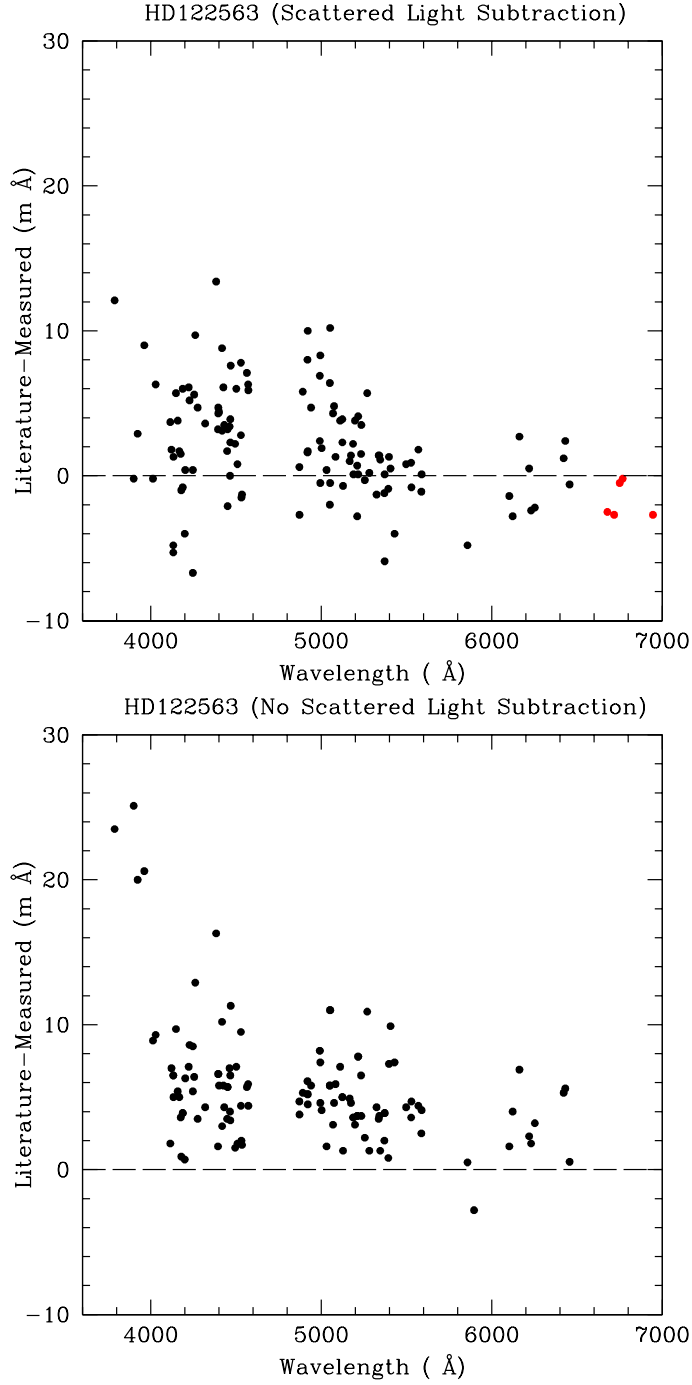 HD122563 (Scattered Light Subtraction)
30
20
10
0
−10
Literature−Measured (m Å)
4000 5000 6000 7000
Wavelength ( Å)
HD122563 (No Scattered Light Subtraction)
30
20
10
0
−10
Literature−Measured (m Å)
4000 5000 6000 7000
Wavelength ( Å)